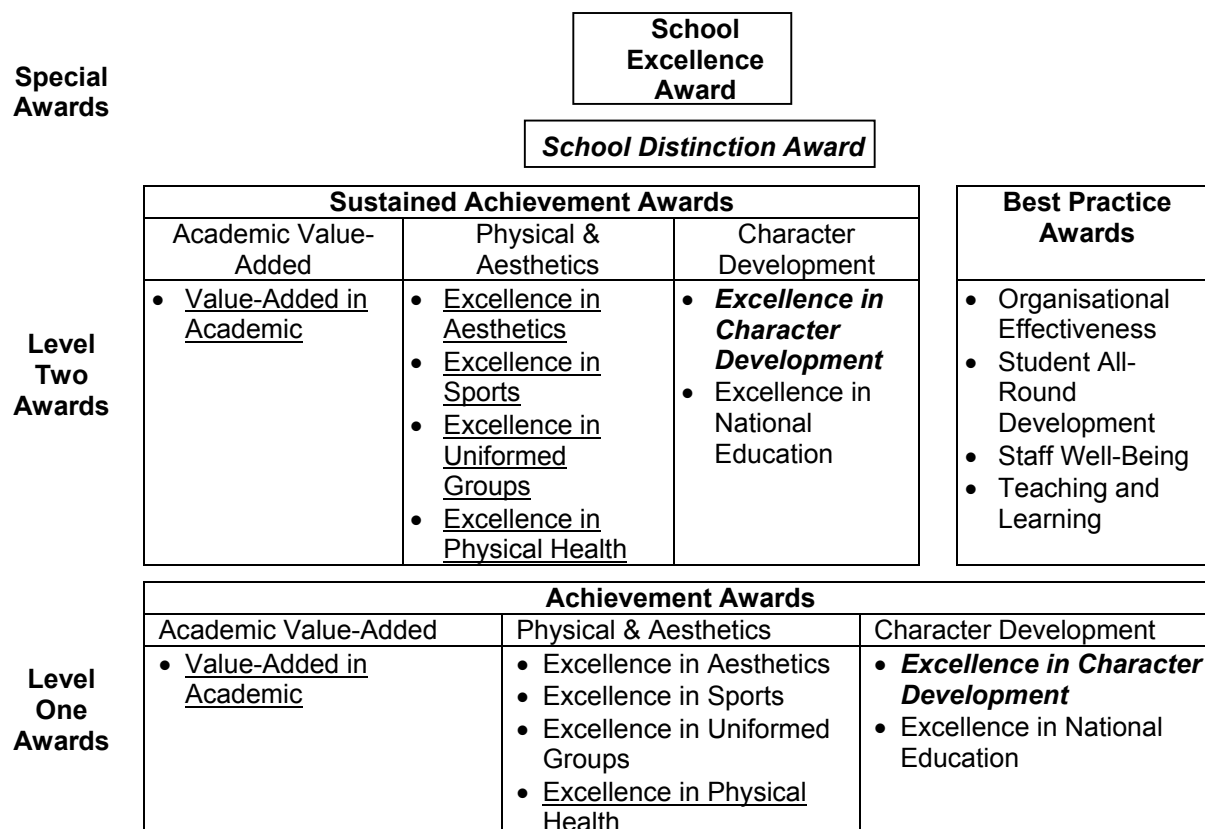 Special
Awards
School
Excellence
Award
School Distinction Award
Level
Two
Awards
Sustained Achievement Awards
Academic Value-
Added
• Value-Added in
Academic
Physical &
Aesthetics
• Excellence in
Aesthetics
• Excellence in
Sports
• Excellence in
Uniformed
Groups
• Excellence in
Physical Health
Character
Development
• Excellence in
Character
Development
• Excellence in
National
Education
Best Practice
Awards
• Organisational
Effectiveness
• Student All-
Round
Development
• Staff Well-Being
• Teaching and
Learning
Level
One
Awards
Achievement Awards
Academic Value-Added
• Value-Added in
Academic
Physical & Aesthetics
• Excellence in Aesthetics
• Excellence in Sports
• Excellence in Uniformed
Groups
• Excellence in Physical
Health
Character Development
• Excellence in Character
Development
• Excellence in National
Education